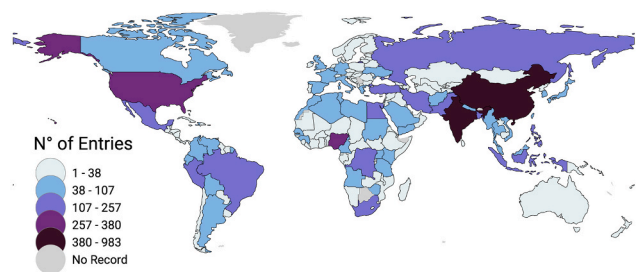 N° of Entries
1 - 38
38 - 107
107 - 257
257 - 380
380 - 983
No Record